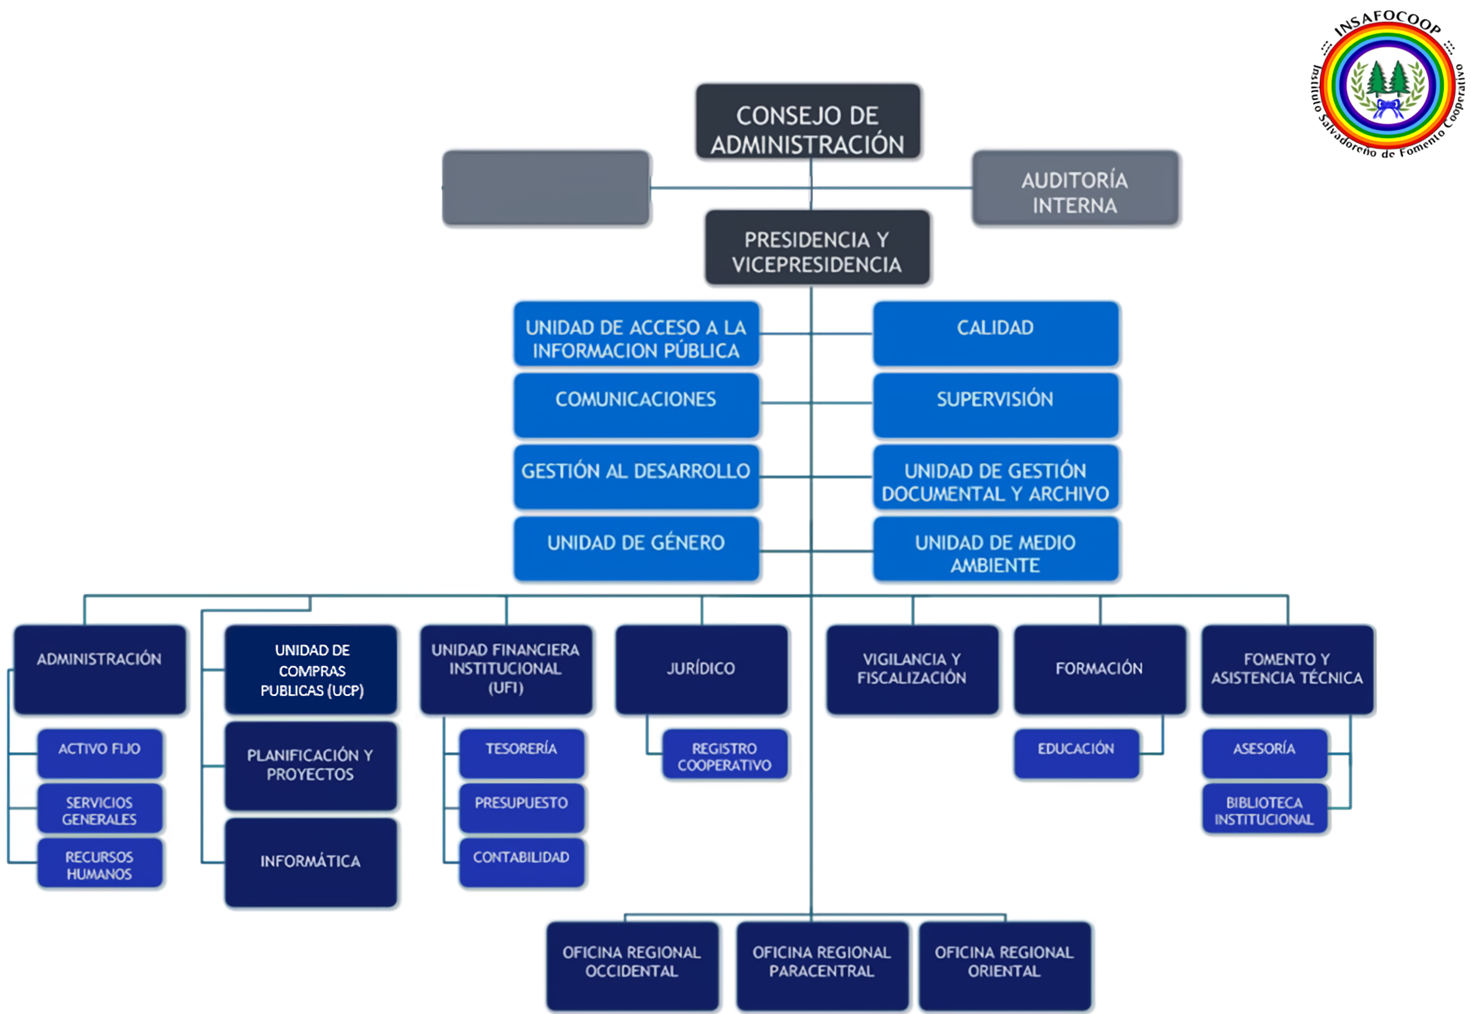 INSAFOCOOP
Instituto Salvadoreño de Fomento Cooperativo
CONSEJO DE
ADMINISTRACIÓN
AUDITORÍA
INTERNA
PRESIDENCIA Y
VICEPRESIDENCIA
UNIDAD DE ACCESO A LA
INFORMACION PÚBLICA
CALIDAD
COMUNICACIONES
SUPERVISIÓN
GESTIÓN AL DESARROLLO
UNIDAD DE GESTIÓN
DOCUMENTAL Y ARCHIVO
UNIDAD DE GÉNERO
UNIDAD DE MEDIO
AMBIENTE
ADMINISTRACIÓN
ACTIVO FIJO
SERVICIOS
GENERALES
RECURSOS
HUMANOS
UNIDAD DE
COMPRAS
PUBLICAS (UCP)
PLANIFICACIÓN Y
PROYECTOS
INFORMÁTICA
UNIDAD FINANCIERA
INSTITUCIONAL
(UFI)
TESORERÍA
PRESUPUESTO
CONTABILIDAD
JURÍDICO
REGISTRO
COOPERATIVO
VIGILANCIA Y
FISCALIZACIÓN
FORMACIÓN
EDUCACIÓN
FOMENTO Y
ASISTENCIA TÉCNICA
ASESORÍA
BIBLIOTECA
INSTITUCIONAL
OFICINA REGIONAL
OCCIDENTAL
OFICINA REGIONAL
PARACENTRAL
OFICINA REGIONAL
ORIENTAL